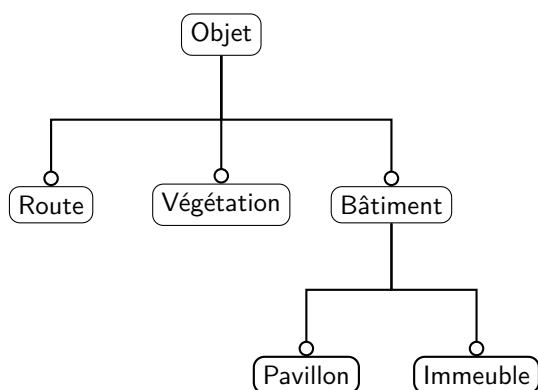 Objet
Route
Végétation
Bâtiment
Pavillon
Immeuble